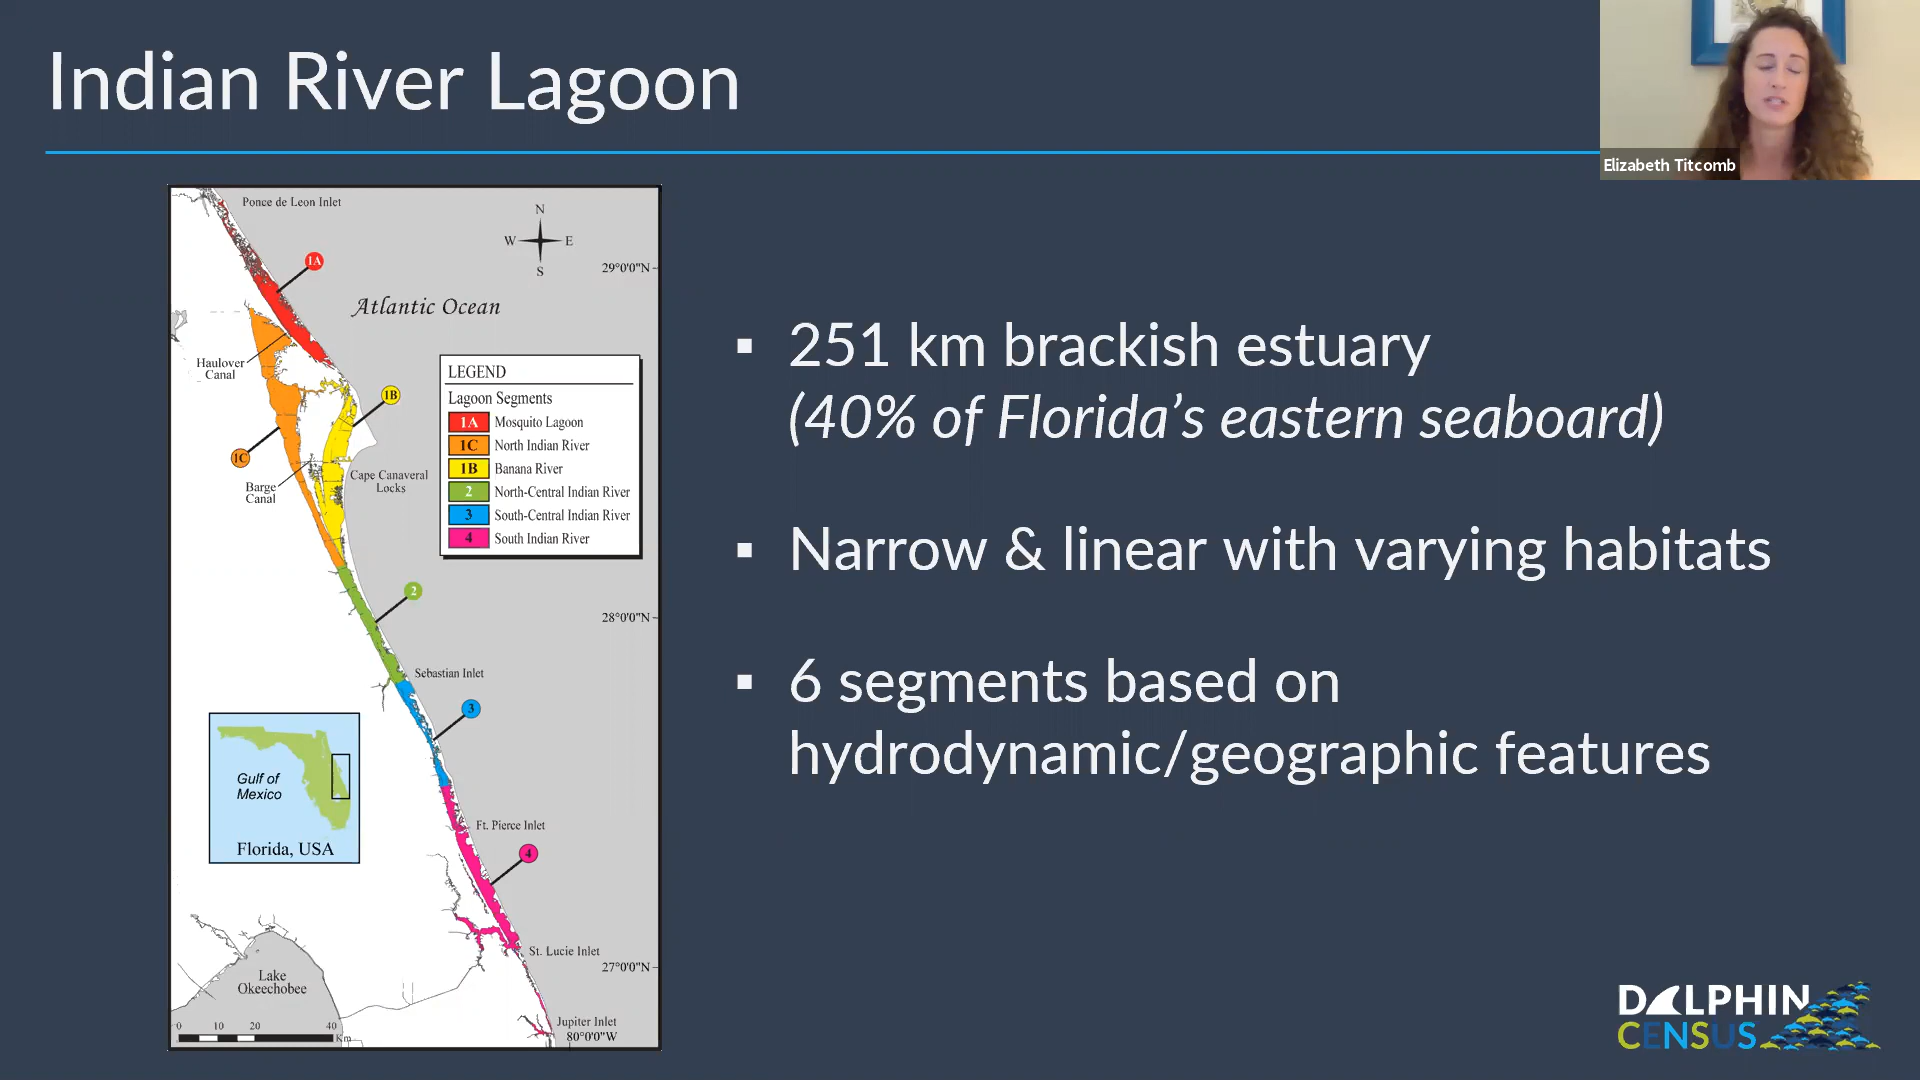 Indian River Lagoon
Elizabeth Titcomb
Ponce de Leon Inlet
N
W E
S
1A
29°0'0"N
Atlantic Ocean
Haulover
Canal
1B
1C
Barge
Canal
Cape Canaveral
Locks
LEGEND
Lagoon Segments
1A Mosquito Lagoon
1C North Indian River
1B Banana River
2 North-Central Indian River
3 South-Central Indian River
4 South Indian River
2
28°0'0"N
Sebastian Inlet
3
Gulf of
Mexico
Florida, USA
Ft. Pierce Inlet
4
St. Lucie Inlet
27°0'0"N
Lake
Okeechobee
Jupiter Inlet
80°0'0"W
0 10 20 40
Km
▪ 251 km brackish estuary
(40% of Florida's eastern seaboard)
▪ Narrow & linear with varying habitats
▪ 6 segments based on
hydrodynamic/geographic features
DOLPHIN
CENSUS